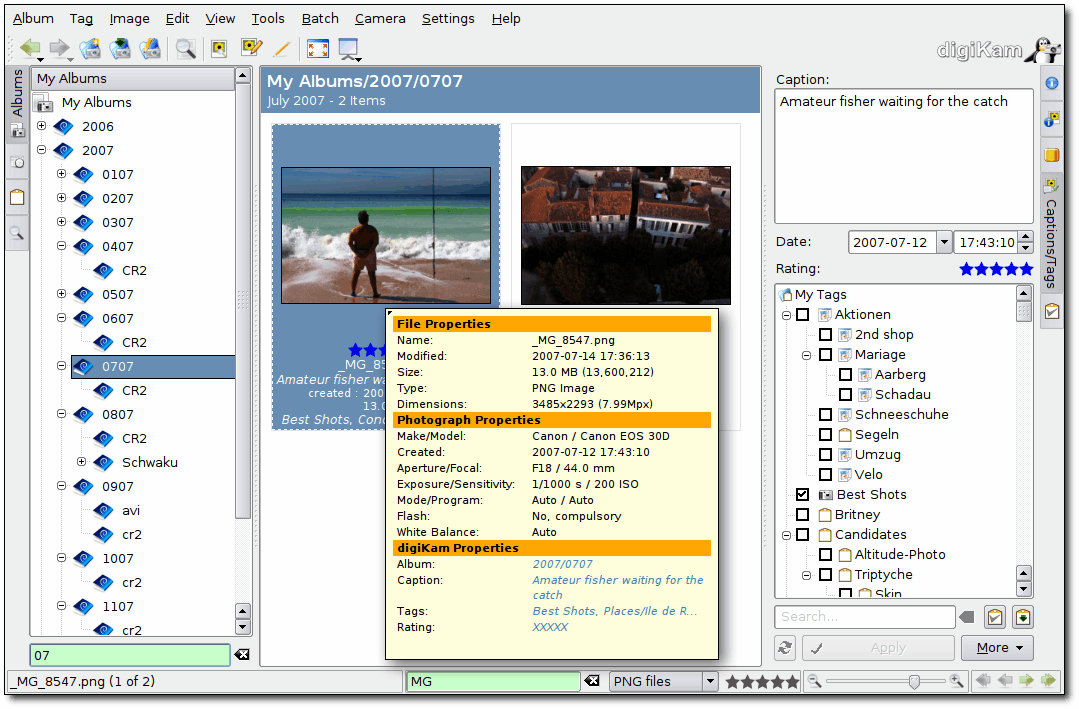 Album Tag Image Edit View Tools Batch Camera Settings Help
digiKam
Albums
My Albums
My Albums
2006
2007
0107
0207
0307
0407
CR2
0507
0607
CR2
0707
CR2
0807
CR2
Schwaku
0907
avi
cr2
1007
cr2
1107
cr2
07
My Albums/2007/0707
July 2007 - 2 Items
_MG_85
Amateur fisher wa
created : 200
13.0
Best Shots, Conc
File Properties
Name: _MG_8547.png
Modified: 2007-07-14 17:36:13
Size: 13.0 MB (13,600,212)
Type: PNG Image
Dimensions: 3485x2293 (7.99Mpx)
Photograph Properties
Make/Model: Canon / Canon EOS 30D
Created: 2007-07-12 17:43:10
Aperture/Focal: F18 / 44.0 mm
Exposure/Sensitivity: 1/1000 s / 200 ISO
Mode/Program: Auto / Auto
Flash: No, compulsory
White Balance: Auto
digiKam Properties
Album: 2007/0707
Caption: Amateur fisher waiting for the
catch
Tags: Best Shots, Places/Ile de R...
Rating: XXXXX
Caption:
Amateur fisher waiting for the catch
Date: 2007-07-12 17:43:10
Rating:
My Tags
Aktionen
2nd shop
Mariage
Aarberg
Schadau
Schneeschuhe
Segeln
Umzug
Velo
Best Shots
Britney
Candidates
Altitude-Photo
Triptyche
Skin
Search...
Apply More
Captions/Tags
_MG_8547.png (1 of 2)
MG
PNG files